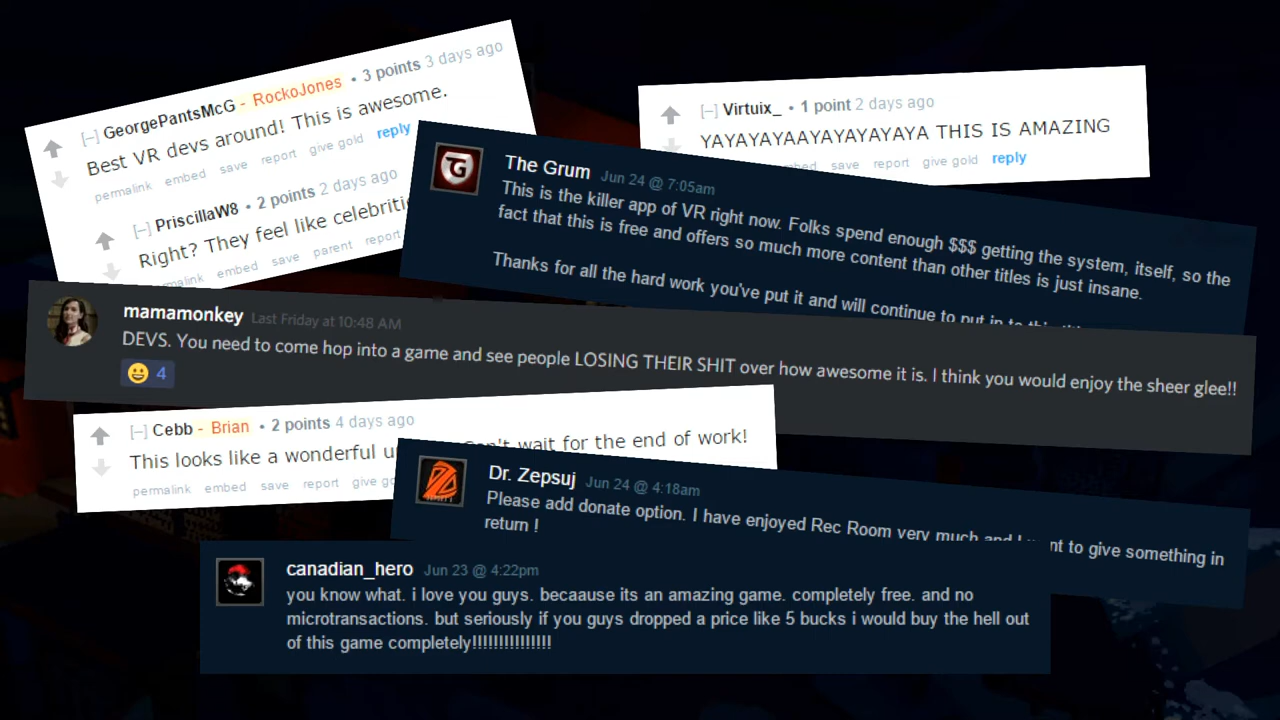 [–] GeorgePantsMcG - RockoJones • 3 points 3 days ago
Best VR devs around! This is awesome.
permalink embed save report give gold reply
[–] PriscillaW8 • 2 points 2 days ago
Right? They feel like
embed save parent report
[–] Virtuix_ • 1 point 2 days ago
YAYAYAYAAYAYAYAYAYA THIS IS AMAZING
save report give gold reply
The Grum Jun 24 @ 7:05am
This is the killer app of VR right now. Folks spend enough $$$ getting the system, itself, so the
fact that this is free and offers so much more content than other titles is just insane.
Thanks for all the hard work you've put it and will continue to put in to
mamamonkey Last Friday at 10:48 AM
DEVS. You need to come hop into a game and see people LOSING THEIR SHIT over how awesome it is. I think you would enjoy the sheer glee!!
4
[–] Cebb - Brian • 2 points 4 days ago
This looks like a wonderful wait for the end of work!
permalink embed save report give
Dr. Zepsuj Jun 24 @ 4:18am
Please add donate option. I have enjoyed Rec Room very much and I to give something in
return !
canadian_hero Jun 23 @ 4:22pm
you know what. i love you guys. becaause its an amazing game. completely free. and no
microtransactions. but seriously if you guys dropped a price like 5 bucks i would buy the hell out
of this game completely!!!!!!!!!!!!!!!